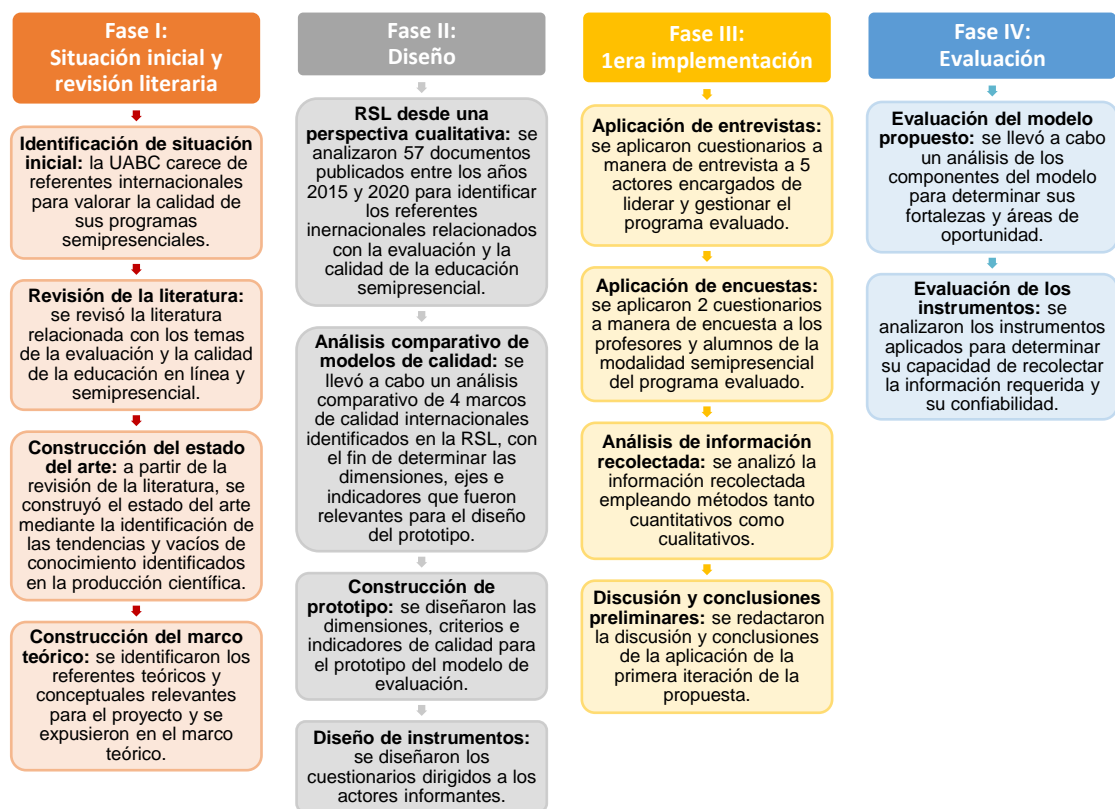 Fase I:
Situación inicial y
revisión literaria
Identificación de situación
inicial: la UABC carece de
referentes internacionales
para valorar la calidad de
sus programas
semipresenciales.
Revisión de la literatura:
se revisó la literatura
relacionada con los temas
de la evaluación y la calidad
de la educación en línea y
semipresencial.
Construcción del estado
del arte: a partir de la
revisión de la literatura, se
construyó el estado del arte
mediante la identificación de
las tendencias y vacíos de
conocimiento identificados
en la producción científica.
Construcción del marco
teórico: se identificaron los
referentes teóricos y
conceptuales relevantes
para el proyecto y se
expusieron en el marco
teórico.
Fase II:
Diseño
RSL desde una
perspectiva cualitativa: se
analizaron 57 documentos
publicados entre los años
2015 y 2020 para identificar
los referentes
inernacionales relacionados
con la evaluación y la
calidad de la educación
semipresencial.
Análisis comparativo de
modelos de calidad: se
llevó a cabo un análisis
comparativo de 4 marcos
de calidad internacionales
identificados en la RSL, con
el fin de determinar las
dimensiones, ejes e
indicadores que fueron
relevantes para el diseño
del prototipo.
Construcción de
prototipo: se diseñaron las
dimensiones, criterios e
indicadores de calidad para
el prototipo del modelo de
evaluación.
Diseño de instrumentos:
se diseñaron los
cuestionarios dirigidos a los
actores informantes.
Fase III:
1era implementación
Aplicación de entrevistas:
se aplicaron cuestionarios
a manera de entrevista a 5
actores encargados de
liderar y gestionar el
programa evaluado.
Aplicación de encuestas:
se aplicaron 2 cuestionarios
a manera de encuesta a los
profesores y alumnos de la
modalidad semipresencial
del programa evaluado.
Análisis de información
recolectada: se analizó la
información recolectada
empleando métodos tanto
cuantitativos como
cualitativos.
Discusión y conclusiones
preliminares: se redactaron
la discusión y conclusiones
de la aplicación de la
primera iteración de la
propuesta.
Fase IV:
Evaluación
Evaluación del modelo
propuesto: se llevó a cabo
un análisis de los
componentes del modelo
para determinar sus
fortalezas y áreas de
oportunidad.
Evaluación de los
instrumentos: se
analizaron los instrumentos
aplicados para determinar
su capacidad de recolectar
la información requerida y
su confiabilidad.